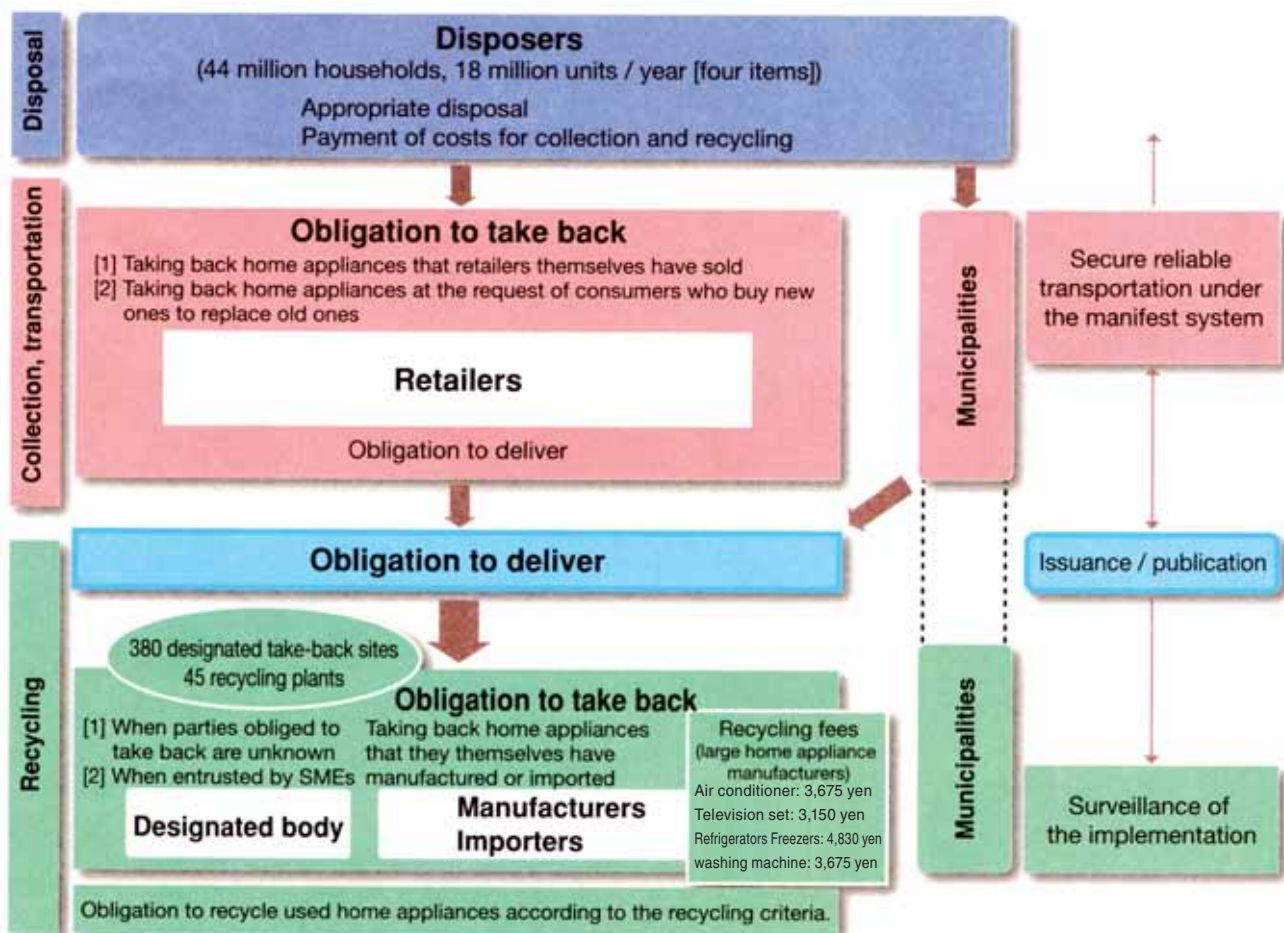 Disposal
Disposers
(44 million households, 18 million units / year [four items])
Appropriate disposal
Payment of costs for collection and recycling
Collection, transportation
Obligation to take back
[1] Taking back home appliances that retailers themselves have sold
[2] Taking back home appliances at the request of consumers who buy new
ones to replace old ones
Retailers
Obligation to deliver
Municipalities
Secure reliable
transportation under
the manifest system
Obligation to deliver
Issuance / publication
Recycling
380 designated take-back sites
45 recycling plants
Obligation to take back
[1] When parties obliged to
take back are unknown
[2] When entrusted by SMEs
Designated body
Taking back home appliances
that they themselves have
manufactured or imported
Manufacturers
Importers
Recycling fees
(large home appliance
manufacturers)
Air conditioner: 3,675 yen
Television set: 3,150 yen
Refrigerators Freezers: 4,830 yen
washing machine: 3,675 yen
Municipalities
Surveillance of
the implementation
Obligation to recycle used home appliances according to the recycling criteria.